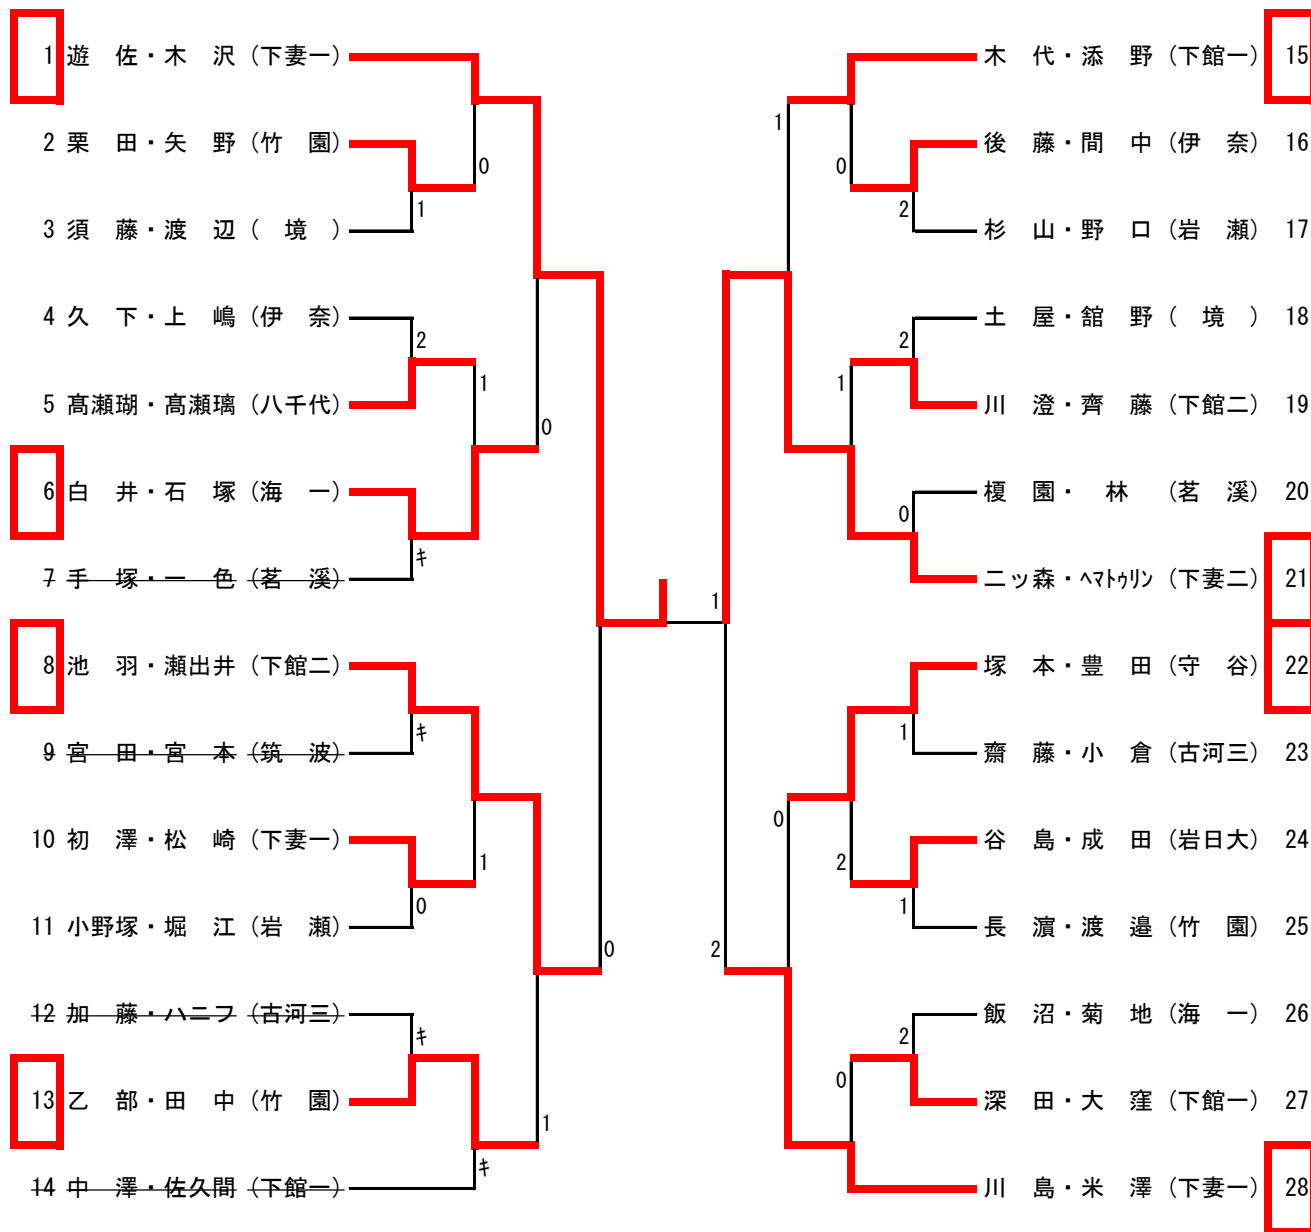 1 遊　佐・木　沢 (下妻一)
2 栗　田・矢　野 (竹　園)
3 須　藤・渡　辺 (　境　)
4 久　下・上　嶋 (伊　奈)
5 髙瀬瑚・髙瀬璃 (八千代)
6 白　井・石　塚 (海　一)
7 手　塚・一　色 (茗　溪)
8 池　羽・瀬出井 (下館二)
9 宮　田・宮　本 (筑　波)
10 初　澤・松　崎 (下妻一)
11 小野塚・堀　江 (岩　瀬)
12 加　藤・ハニフ (古河三)
13 乙　部・田　中 (竹　園)
14 中　澤・佐久間 (下館一)
0
1
2
1
0
ｷ
ｷ
1
0
0
ｷ
1
ｷ
1
1
0
2
2
1
0
1
0
2
1
2
2
0
木　代・添　野 (下館一) 15
後　藤・間　中 (伊　奈) 16
杉　山・野　口 (岩　瀬) 17
土　屋・舘　野 (　境　) 18
川　澄・齊　藤 (下館二) 19
榎　園・　林　 (茗　溪) 20
二ッ森・ﾍﾏﾄｩﾘﾝ (下妻二) 21
塚　本・豊　田 (守　谷) 22
齋　藤・小　倉 (古河三) 23
谷　島・成　田 (岩日大) 24
長　濵・渡　邉 (竹　園) 25
飯　沼・菊　地 (海　一) 26
深　田・大　窪 (下館一) 27
川　島・米　澤 (下妻一) 28